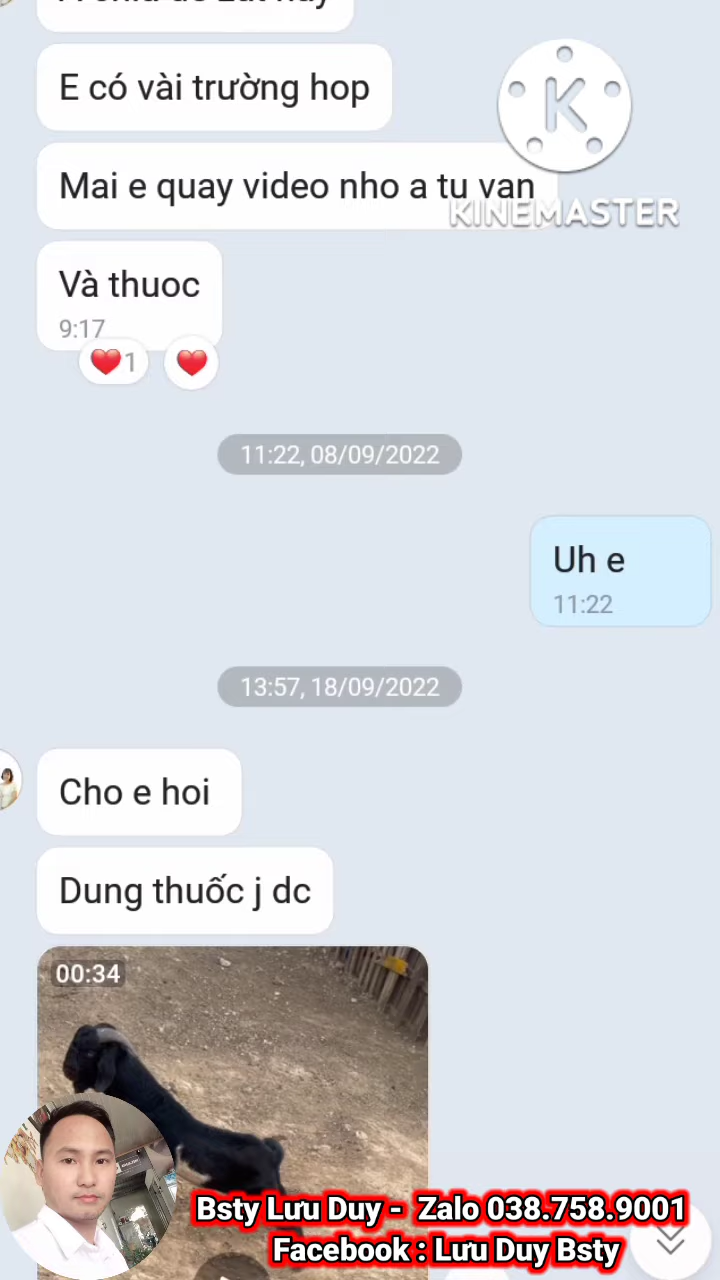 E có vài trường hop
K
Mai e quay video nho a tu van
KINEMASTER
Và thuoc
9:17
1
11:22, 08/09/2022
Uh e
11:22
13:57, 18/09/2022
Cho e hoi
Dung thuốc j dc
00:34
Bsty Lưu Duy - Zalo 038.758.9001
Facebook : Lưu Duy Bsty